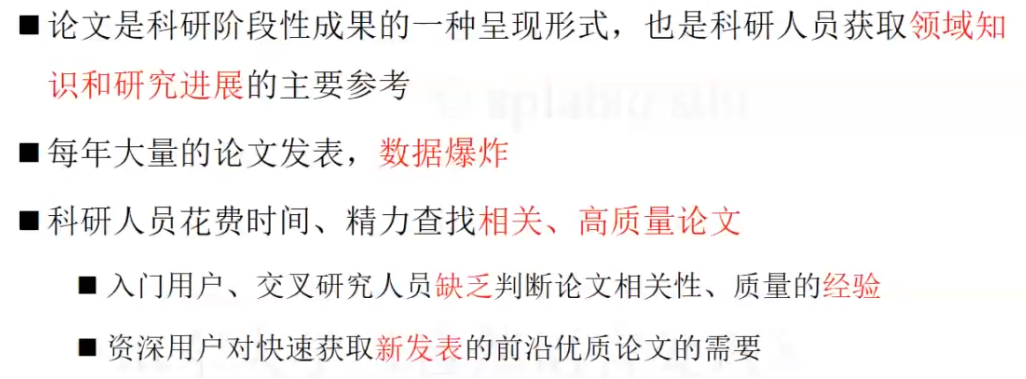 ■论文是科研阶段性成果的一种呈现形式，也是科研人员获取领域知
识和研究进展的主要参考
■每年大量的论文发表，数据爆炸
■科研人员花费时间、精力查找相关、高质量论文
■入门用户、交叉研究人员缺乏判断论文相关性、质量的经验
■资深用户对快速获取新发表的前沿优质论文的需要